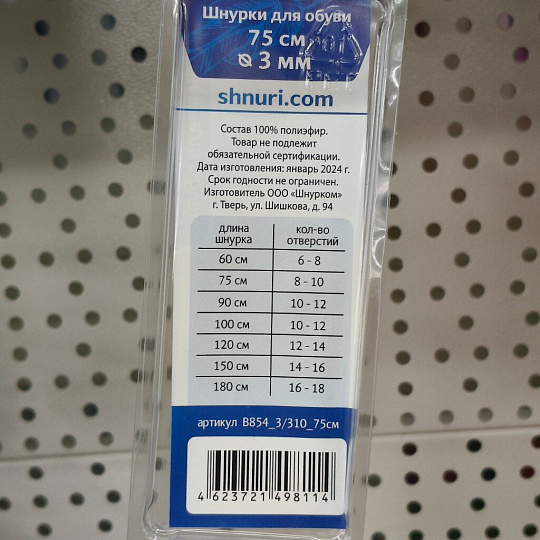 Шнурки для обуви
75 см
⌀ 3 мм
shnuri.com
Состав 100% полиэфир.
Товар не подлежит
обязательной сертификации.
Дата изготовления: январь 2024 г.
Срок годности не ограничен.
Изготовитель ООО «Шнурком»
г. Тверь, ул. Шишкова, д. 94
длина шнурка кол-во отверстий
60 см 6 - 8
75 см 8 - 10
90 см 10 - 12
100 см 10 - 12
120 см 12 - 14
150 см 14 - 16
180 см 16 - 18
артикул B854_3/310_75см
4 623721 498114